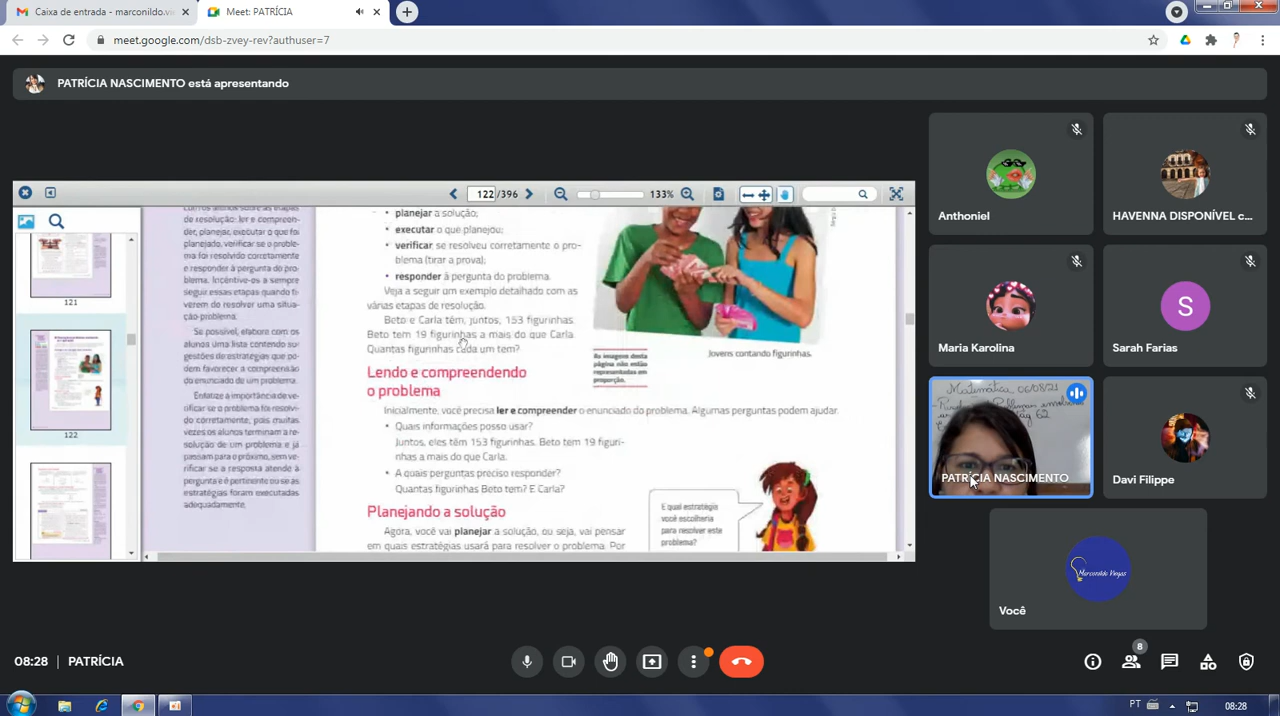 Caixa de entrada - marconildo.vie
Meet: PATRÍCIA
meet.google.com/dsb-zvey-rev?authuser=7
PATRÍCIA NASCIMENTO está apresentando
122/396
133%
121
122
de resolução: ler e compreen-
der, planejar, executar o que foi
planejado, verificar se o proble-
ma foi resolvido corretamente
e responder à pergunta do pro-
blema. Incentive-os a sempre
seguir essas etapas quando ti-
verem de resolver uma situa-
ção-problema.
Se possível, elabore com os
alunos uma lista contendo su-
gestões de estratégias que po-
dem favorecer a compreensão
do enunciado de um problema.
Enfatize a importância de ve-
rificar se o problema foi resolvi-
do corretamente, pois muitas
vezes os alunos terminam a re-
solução de um problema e já
passam para o próximo, sem ve-
rificar se a resposta atende à
pergunta e é pertinente ou se as
estratégias foram executadas
adequadamente.
• planejar a solução;
• executar o que planejou;
• verificar se resolveu corretamente o pro-
blema (tirar a prova);
• responder à pergunta do problema.
Veja a seguir um exemplo detalhado com as
várias etapas de resolução.
Beto e Carla têm, juntos, 153 figurinhas.
Beto tem 19 figurinhas a mais do que Carla.
Quantas figurinhas cada um tem?
As imagens desta
página não estão
representadas em
proporção.
Jovens contando figurinhas.
Lendo e compreendendo
o problema
Inicialmente, você precisa ler e compreender o enunciado do problema. Algumas perguntas podem ajudar.
• Quais informações posso usar?
Juntos, eles têm 153 figurinhas. Beto tem 19 figuri-
nhas a mais do que Carla.
• A quais perguntas preciso responder?
Quantas figurinhas Beto tem? E Carla?
Planejando a solução
Agora, você vai planejar a solução, ou seja, vai pensar
em quais estratégias usará para resolver o problema. Por
E qual estratégia
você escolheria
para resolver este
problema?
Anthoniel
HAVENNA DISPONÍVEL c...
Maria Karolina
S
Sarah Farias
Matemática 06/08/21
pág 62
PATRÍCIA NASCIMENTO
Davi Filippe
Marconildo Viegas
Você
08:28 | PATRÍCIA
8
PT
08:28